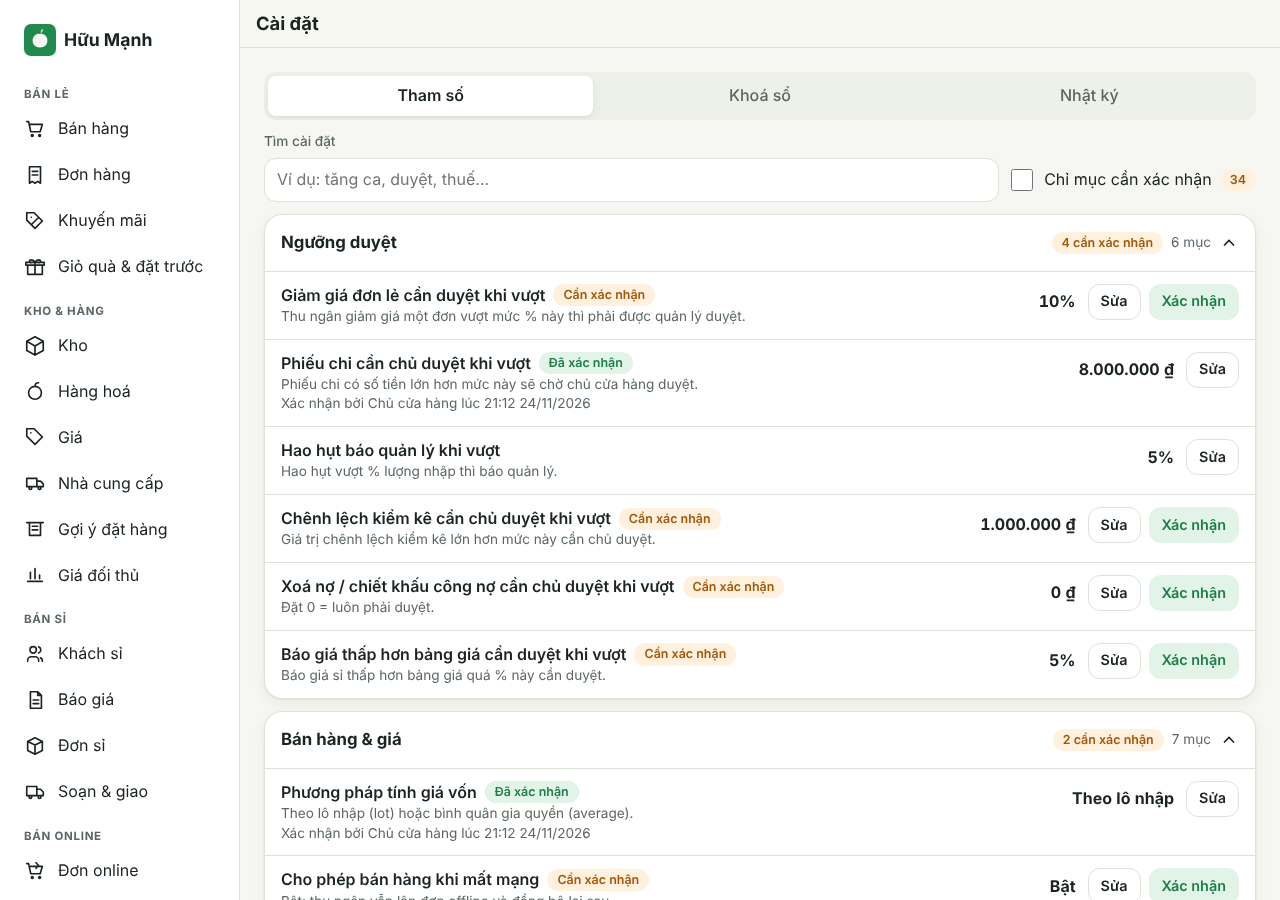 Hữu Mạnh
BÁN LẺ
Bán hàng
Đơn hàng
Khuyến mãi
Giỏ quà & đặt trước
KHO & HÀNG
Kho
Hàng hoá
Giá
Nhà cung cấp
Gợi ý đặt hàng
Giá đối thủ
BÁN SỈ
Khách sỉ
Báo giá
Đơn sỉ
Soạn & giao
BÁN ONLINE
Đơn online
Cài đặt
Tham số
Khoá sổ
Nhật ký
Tìm cài đặt
Ví dụ: tăng ca, duyệt, thuế...
Chỉ mục cần xác nhận 34
Ngưỡng duyệt 4 cần xác nhận 6 mục
Giảm giá đơn lẻ cần duyệt khi vượt Cần xác nhận 10% Sửa Xác nhận
Thu ngân giảm giá một đơn vượt mức % này thì phải được quản lý duyệt.
Phiếu chi cần chủ duyệt khi vượt Đã xác nhận 8.000.000 ₫ Sửa
Phiếu chi có số tiền lớn hơn mức này sẽ chờ chủ cửa hàng duyệt.
Xác nhận bởi Chủ cửa hàng lúc 21:12 24/11/2026
Hao hụt báo quản lý khi vượt 5% Sửa
Hao hụt vượt % lượng nhập thì báo quản lý.
Chênh lệch kiểm kê cần chủ duyệt khi vượt Cần xác nhận 1.000.000 ₫ Sửa Xác nhận
Giá trị chênh lệch kiểm kê lớn hơn mức này cần chủ duyệt.
Xoá nợ / chiết khấu công nợ cần chủ duyệt khi vượt Cần xác nhận 0 ₫ Sửa Xác nhận
Đặt 0 = luôn phải duyệt.
Báo giá thấp hơn bảng giá cần duyệt khi vượt Cần xác nhận 5% Sửa Xác nhận
Báo giá sỉ thấp hơn bảng giá quá % này cần duyệt.
Bán hàng & giá 2 cần xác nhận 7 mục
Phương pháp tính giá vốn Đã xác nhận Theo lô nhập Sửa
Theo lô nhập (lot) hoặc bình quân gia quyền (average).
Xác nhận bởi Chủ cửa hàng lúc 21:12 24/11/2026
Cho phép bán hàng khi mất mạng Cần xác nhận Bật Sửa Xác nhận